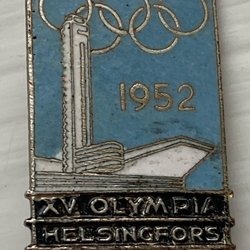 1952
XV OLYMPIA
HELSINGFORS